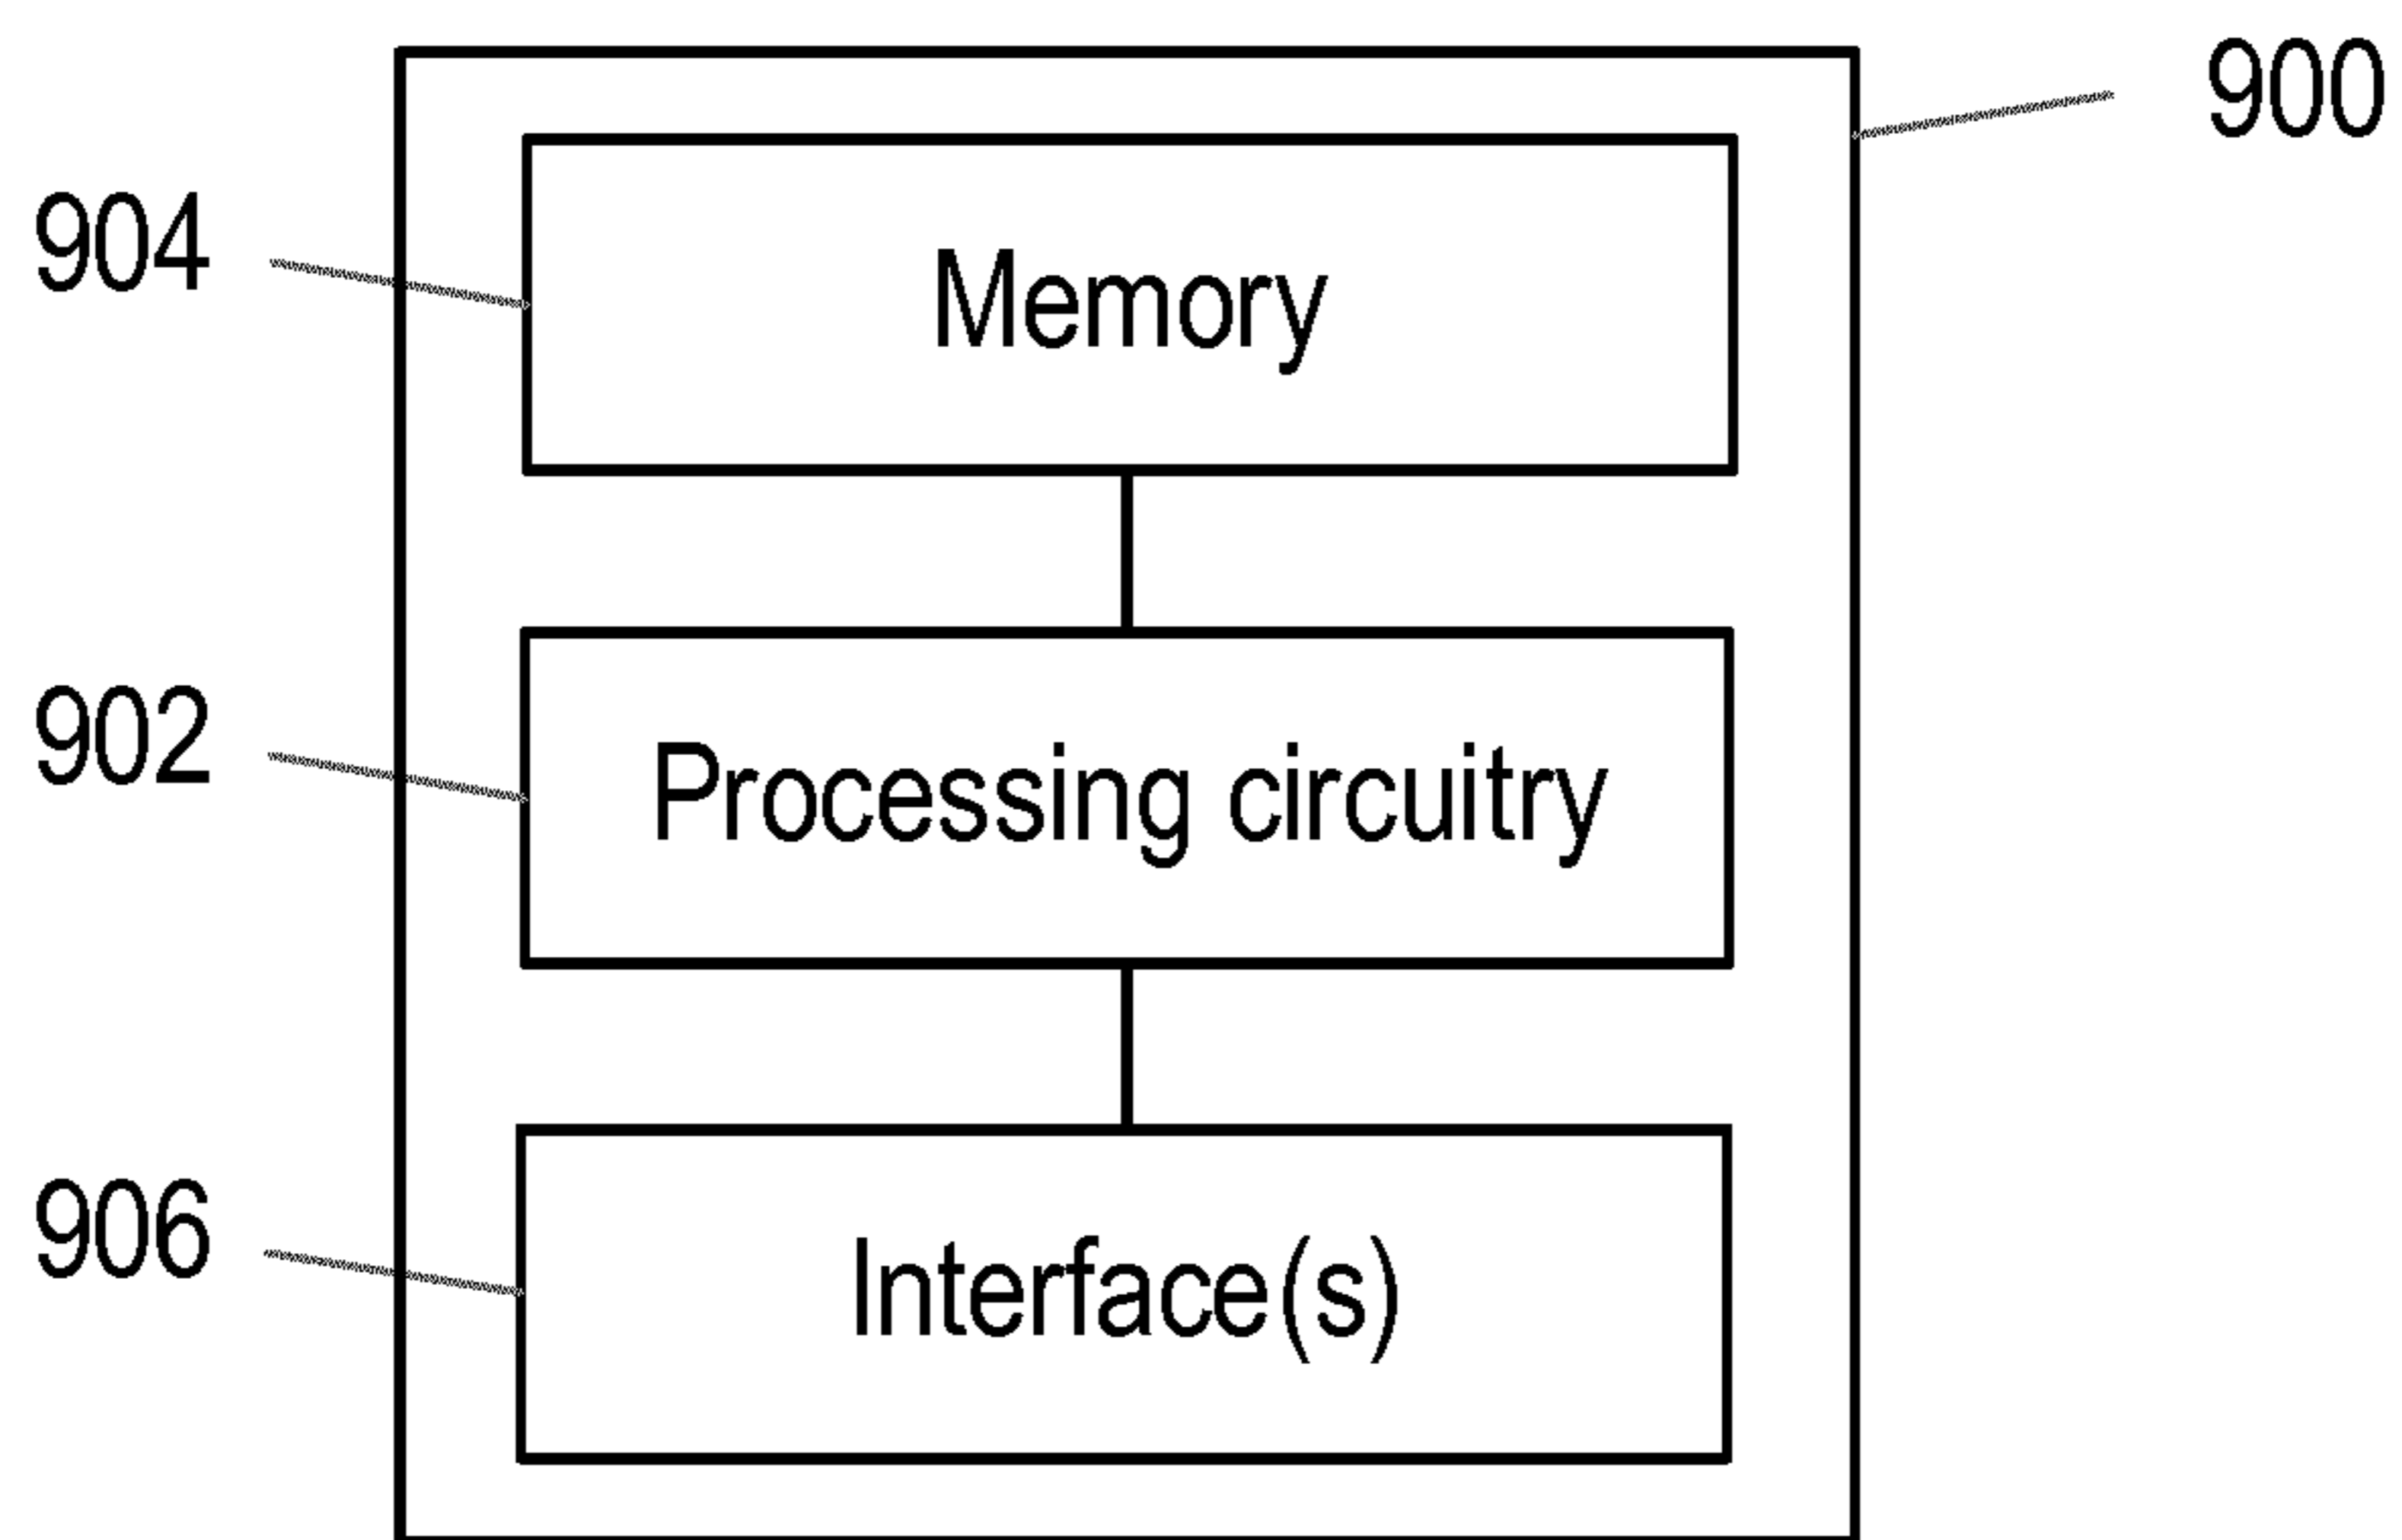 900
904
Memory
902
Processing circuitry
906
Interface(s)